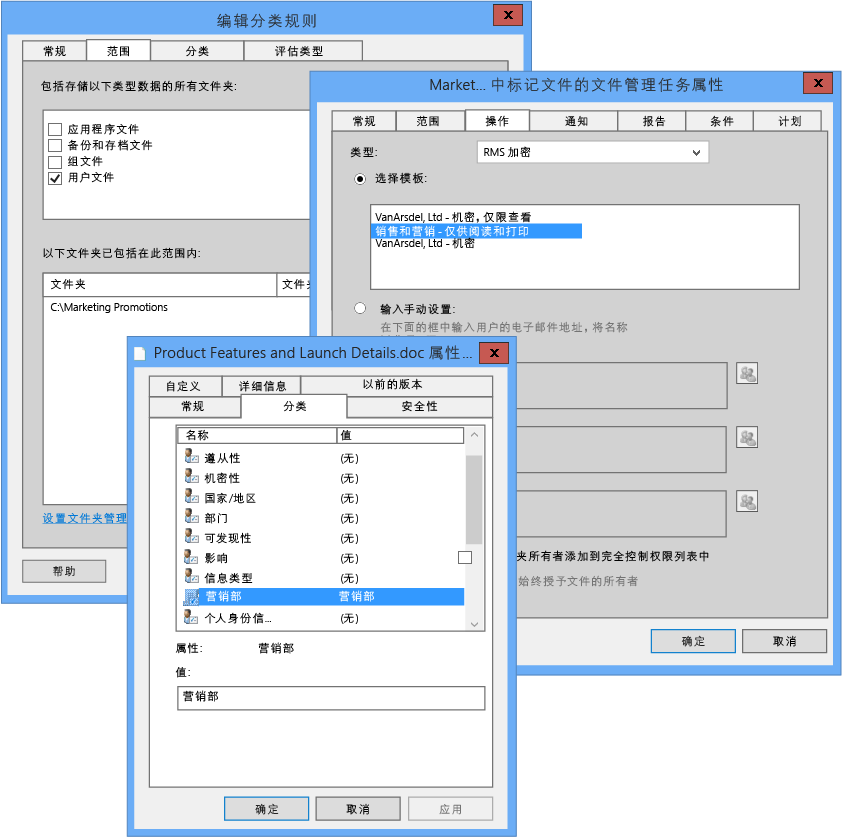 编辑分类规则
常规
范围
分类
评估类型
包括存储以下类型数据的所有文件夹:
应用程序文件
备份和存档文件
组文件
用户文件
以下文件夹已包括在此范围内:
文件夹
文件
C:\Marketing Promotions
设置文件夹管理
帮助
Market... 中标记文件的文件管理任务属性
常规
范围
操作
通知
报告
条件
计划
类型:
RMS 加密
选择模板:
VanArsdel, Ltd - 机密, 仅限查看
销售和营销 - 仅供阅读和打印
VanArsdel, Ltd - 机密
输入手动设置:
在下面的框中输入用户的电子邮件地址, 将名称
夹所有者添加到完全控制权限列表中
始终授予文件的所有者
确定
取消
Product Features and Launch Details.doc 属性...
自定义
详细信息
以前的版本
常规
分类
安全性
名称
值
遵从性 (无)
机密性 (无)
国家/地区 (无)
部门 (无)
可发现性 (无)
影响 (无)
信息类型 (无)
营销部 营销部
个人身份信... (无)
属性: 营销部
值:
营销部
确定
取消
应用